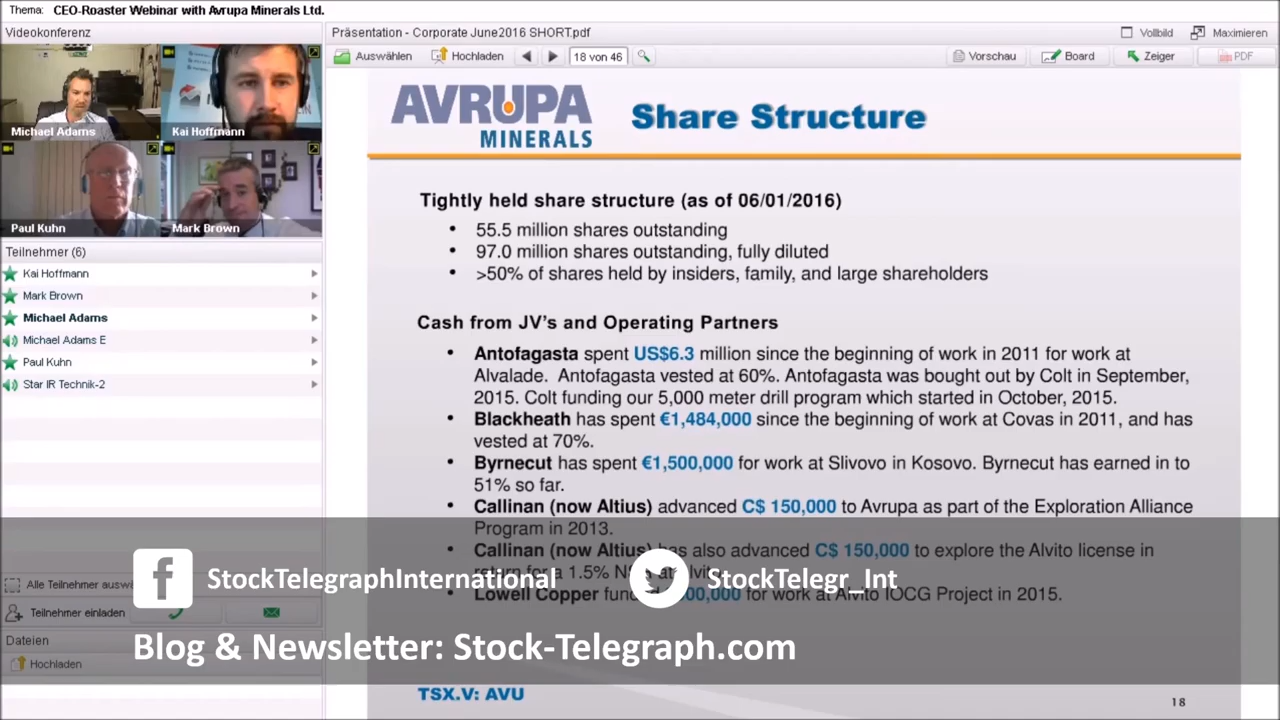 Thema: CEO-Roaster Webinar with Avrupa Minerals Ltd.
Videokonferenz
Michael Adams
Kai Hoffmann
Paul Kuhn
Mark Brown
Teilnehmer (6)
Kai Hoffmann
Mark Brown
Michael Adams
Michael Adams E
Paul Kuhn
Star IR Technik-2
Alle Teilnehmer
Teilnehmer einladen
Dateien
Hochladen
Präsentation - Corporate June2016 SHORT.pdf
Vollbild
Maximieren
Auswählen
Hochladen
18 von 46
Vorschau
Board
Zeiger
PDF
AVRUPA
MINERALS
Share Structure
Tightly held share structure (as of 06/01/2016)
• 55.5 million shares outstanding
• 97.0 million shares outstanding, fully diluted
• >50% of shares held by insiders, family, and large shareholders
Cash from JV's and Operating Partners
• Antofagasta spent US$6.3 million since the beginning of work in 2011 for work at
Alvalade. Antofagasta vested at 60%. Antofagasta was bought out by Colt in September,
2015. Colt funding our 5,000 meter drill program which started in October, 2015.
• Blackheath has spent €1,484,000 since the beginning of work at Covas in 2011, and has
vested at 70%.
• Byrnecut has spent €1,500,000 for work at Slivovo in Kosovo. Byrnecut has earned in to
51% so far.
• Callinan (now Altius) advanced C$ 150,000 to Avrupa as part of the Exploration Alliance
Program in 2013.
• Callinan (now Altius) has also advanced C$ 150,000 to explore the Alvito license in
return for a 1.5%
• Lowell Copper for work at Alvito IOCG Project in 2015.
StockTelegraphInternational
StockTelegr_Int
Blog & Newsletter: Stock-Telegraph.com
TSX.V: AVU
18